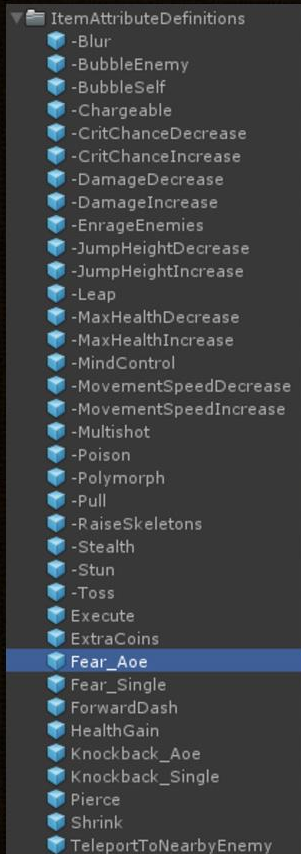 ItemAttributeDefinitions
-Blur
-BubbleEnemy
-BubbleSelf
-Chargeable
-CritChanceDecrease
-CritChanceIncrease
-DamageDecrease
-DamageIncrease
-EnrageEnemies
-JumpHeightDecrease
-JumpHeightIncrease
-Leap
-MaxHealthDecrease
-MaxHealthIncrease
-MindControl
-MovementSpeedDecrease
-MovementSpeedIncrease
-Multishot
-Poison
-Polymorph
-Pull
-RaiseSkeletons
-Stealth
-Stun
-Toss
Execute
ExtraCoins
Fear_Aoe
Fear_Single
ForwardDash
HealthGain
Knockback_Aoe
Knockback_Single
Pierce
Shrink
TeleportToNearbyEnemy